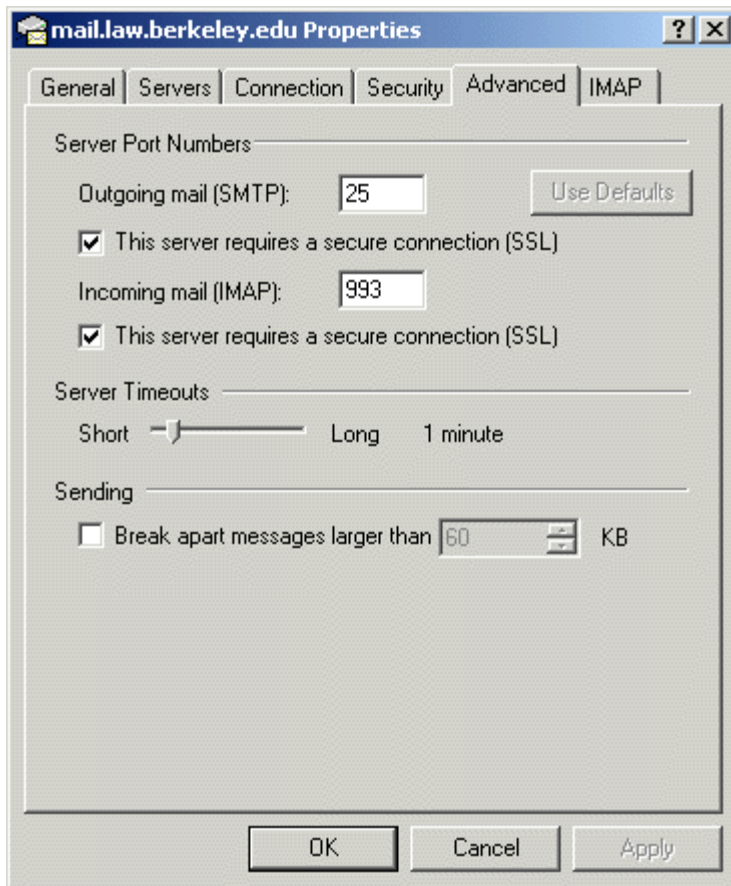 mail.law.berkeley.edu Properties
General Servers Connection Security Advanced IMAP
Server Port Numbers
Outgoing mail (SMTP): 25 Use Defaults
This server requires a secure connection (SSL)
Incoming mail (IMAP): 993
This server requires a secure connection (SSL)
Server Timeouts
Short Long 1 minute
Sending
Break apart messages larger than 60 KB
OK Cancel Apply